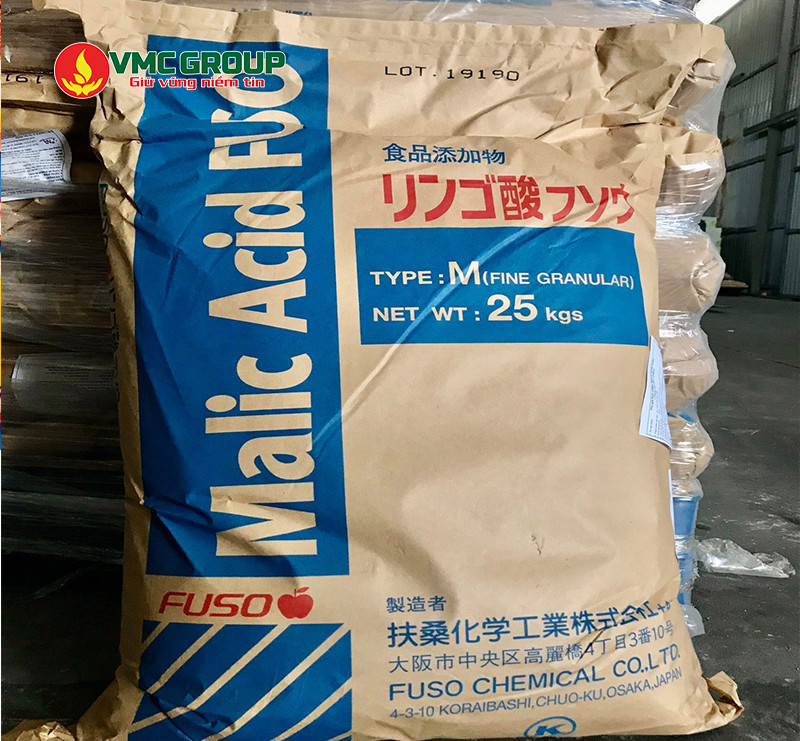 VMCGROUP
Giữ vững niềm tin
LOT. 19190
食品添加物
リンゴ酸フソウ
TYPE : M (FINE GRANULAR)
NET WT : 25 kgs
Malic Acid FUSO
FUSO
製造者
扶桑化学工業株式会社
大阪市中央区高麗橋4丁目3番10号
FUSO CHEMICAL CO.,LTD.
4-3-10 KORAIBASHI, CHUO-KU, OSAKA, JAPAN
K